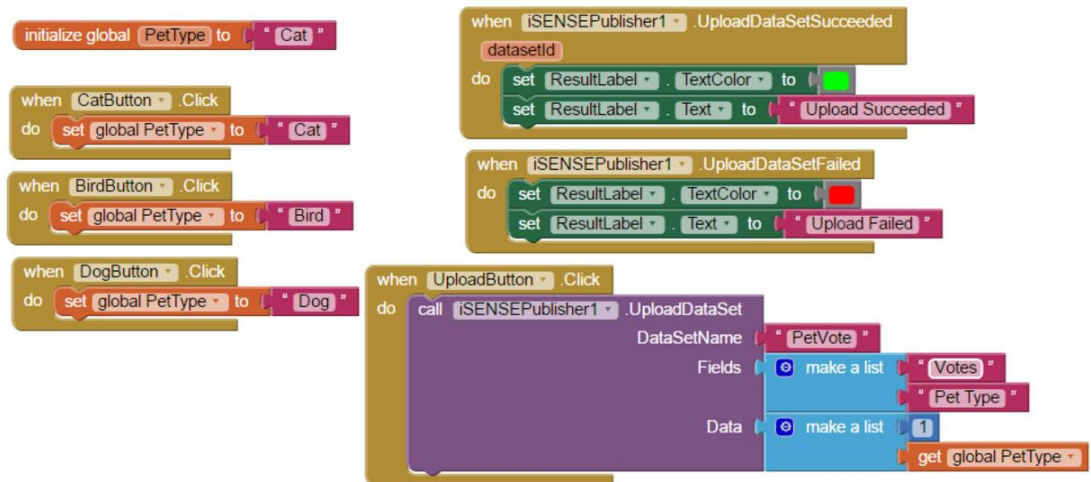 initialize global PetType to " Cat "
when CatButton .Click
do set global PetType to " Cat "
when BirdButton .Click
do set global PetType to " Bird "
when DogButton .Click
do set global PetType to " Dog "
when iSENSEPublisher1 .UploadDataSetSucceeded
datasetId
do set ResultLabel . TextColor to
set ResultLabel . Text to " Upload Succeeded "
when iSENSEPublisher1 .UploadDataSetFailed
do set ResultLabel . TextColor to
set ResultLabel . Text to " Upload Failed "
when UploadButton .Click
do call iSENSEPublisher1 .UploadDataSet
DataSetName " PetVote "
Fields make a list " Votes "
" Pet Type "
Data make a list 1
get global PetType